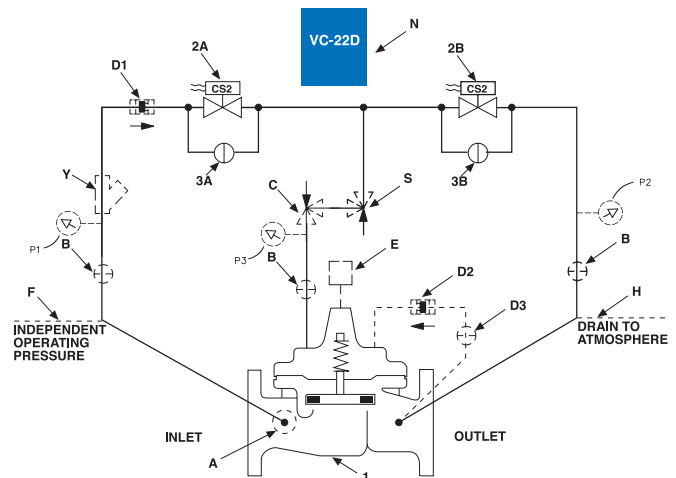 VC-22D
N
2A
2B
D1
CS2
CS2
Y
3A
3B
C
S
P2
P1
P3
B
B
E
B
D2
F
D3
H
INDEPENDENT
OPERATING
PRESSURE
DRAIN TO
ATMOSPHERE
INLET
OUTLET
A
1